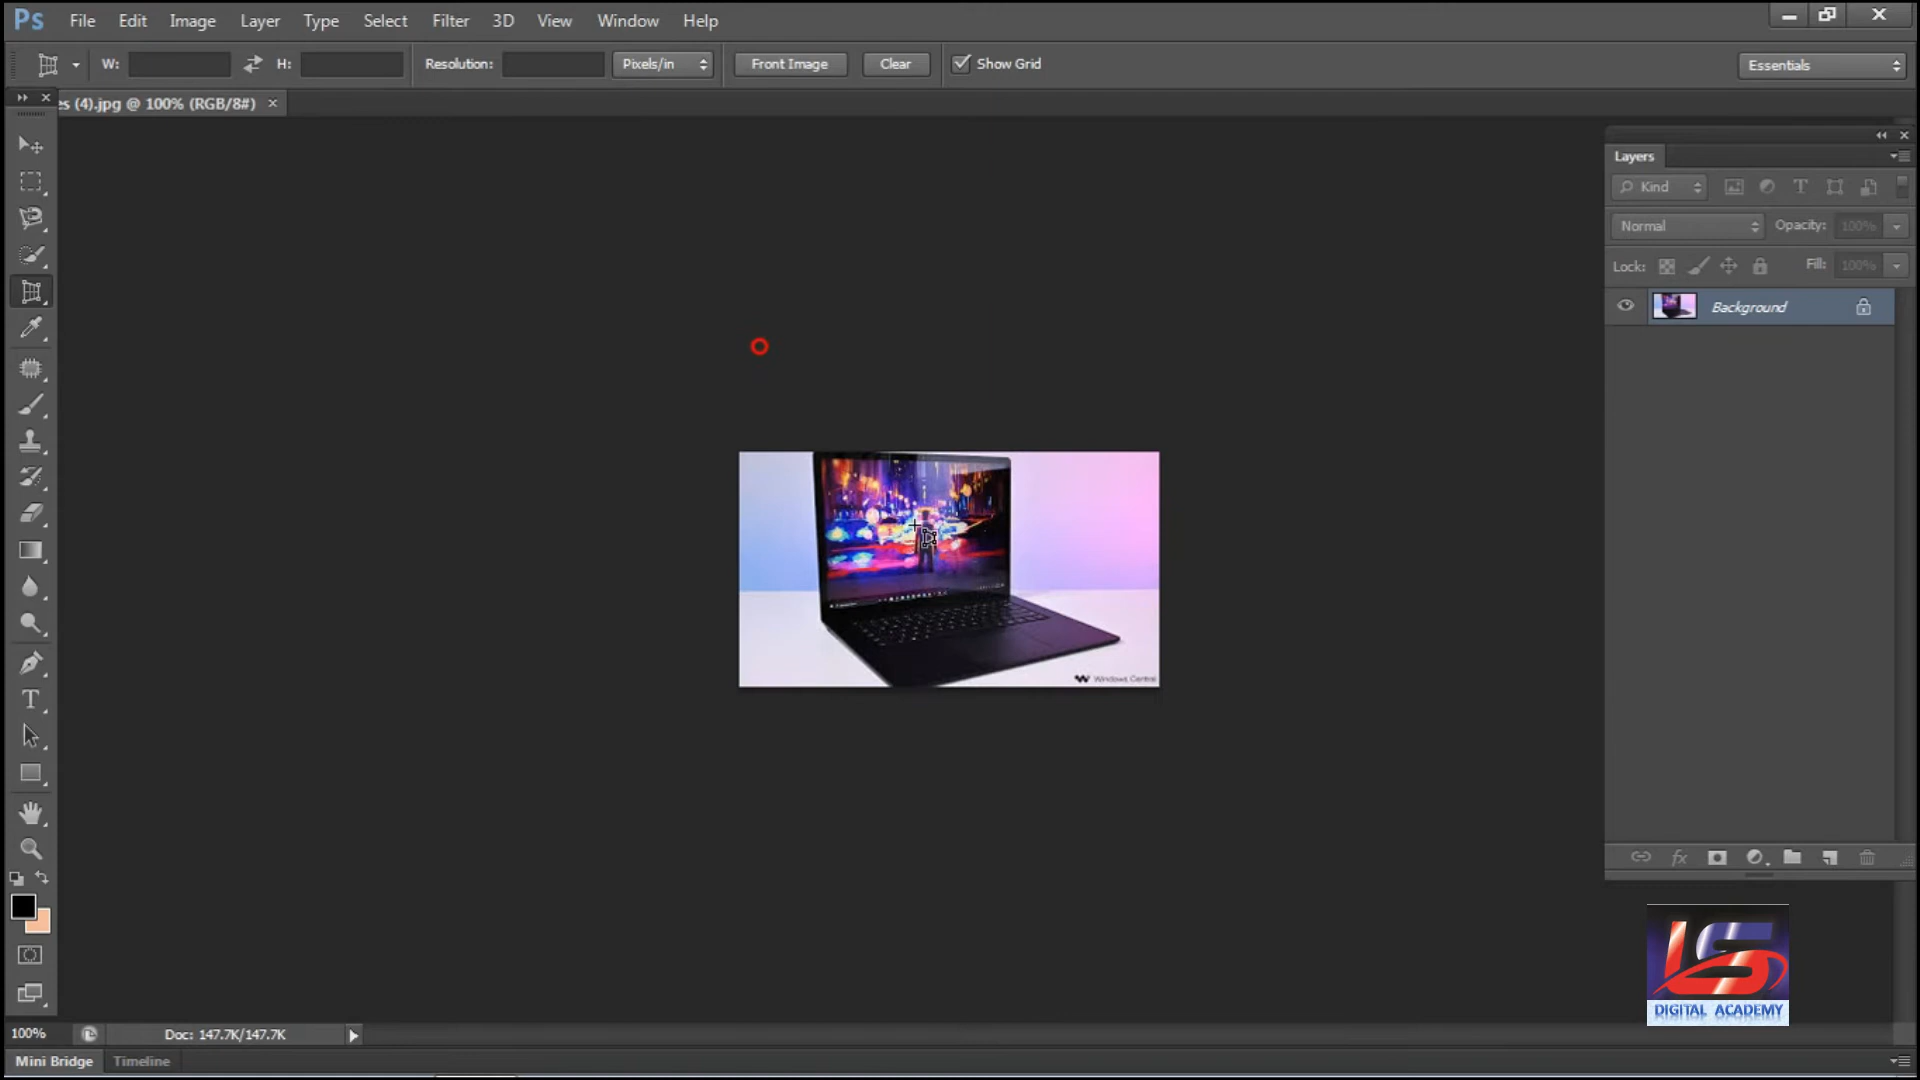 Ps File Edit Image Layer Type Select Filter 3D View Window Help
W: H: Resolution: Pixels/in Front Image Clear Show Grid Essentials
es (4).jpg @ 100% (RGB/8#) ×
Layers
Kind
Normal Opacity: 100%
Lock: Fill: 100%
Background
Windows Central
LS
DIGITAL ACADEMY
100% Doc: 147.7K/147.7K
Mini Bridge Timeline